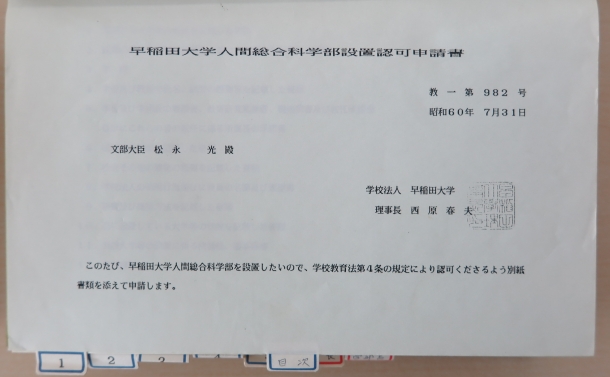 早稲田大学人間総合科学部設置認可申請書
教一第982号
昭和60年 7月31日
文部大臣 松永 光殿
学校法人 早稲田大学
理事長 西原春夫
このたび、早稲田大学人間総合科学部を設置したいので、学校教育法第4条の規定により認可くださるよう別紙
書類を添えて申請します。
1
2
目次